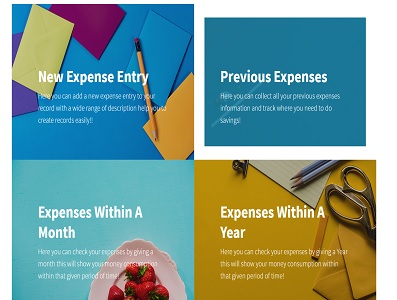 New Expense Entry
Here you can add a new expense entry to your
record with a wide range of description help you to
create records easily!!
Previous Expenses
Here you can collect all your previous expenses
information and track where you need to do
savings!
Expenses Within A
Month
Here you can check your expenses by giving a
month this will show your money consumption
within that given period of time!
Expenses Within A
Year
Here you can check your expenses by giving a Year
this will show your money consumption within
that given period of time!